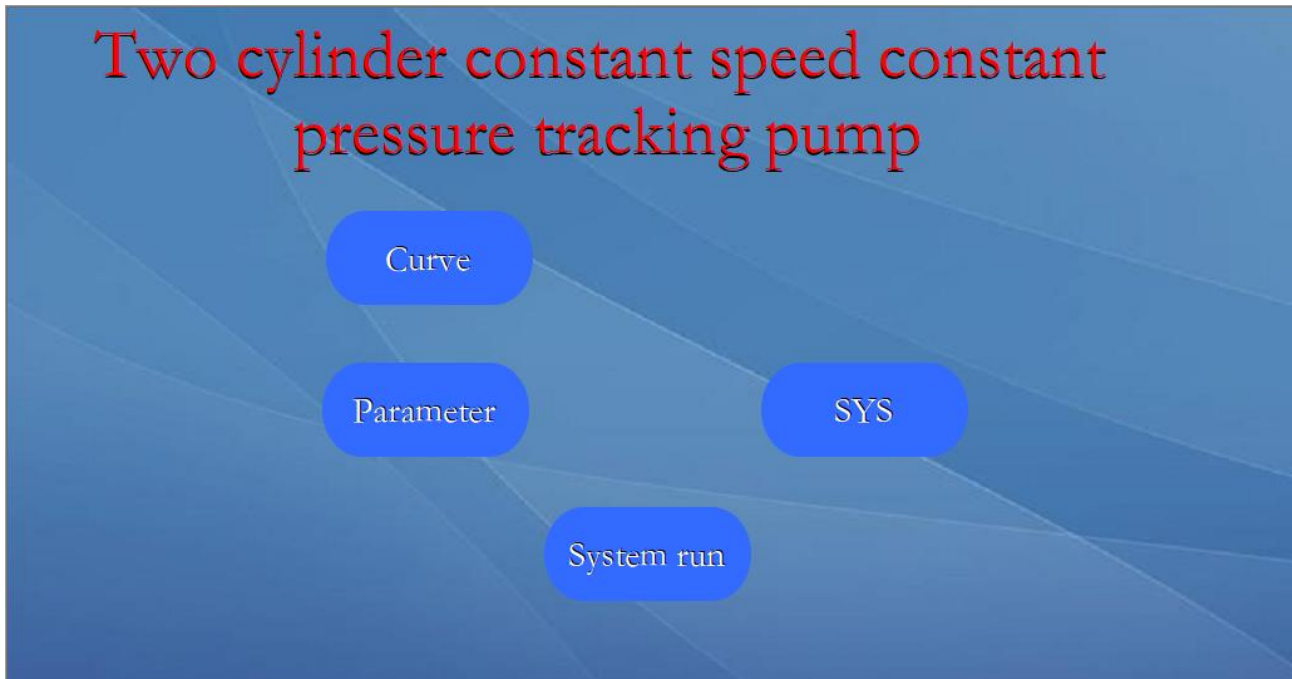 Two cylinder constant speed constant
pressure tracking pump
Curve
Parameter
SYS
System run